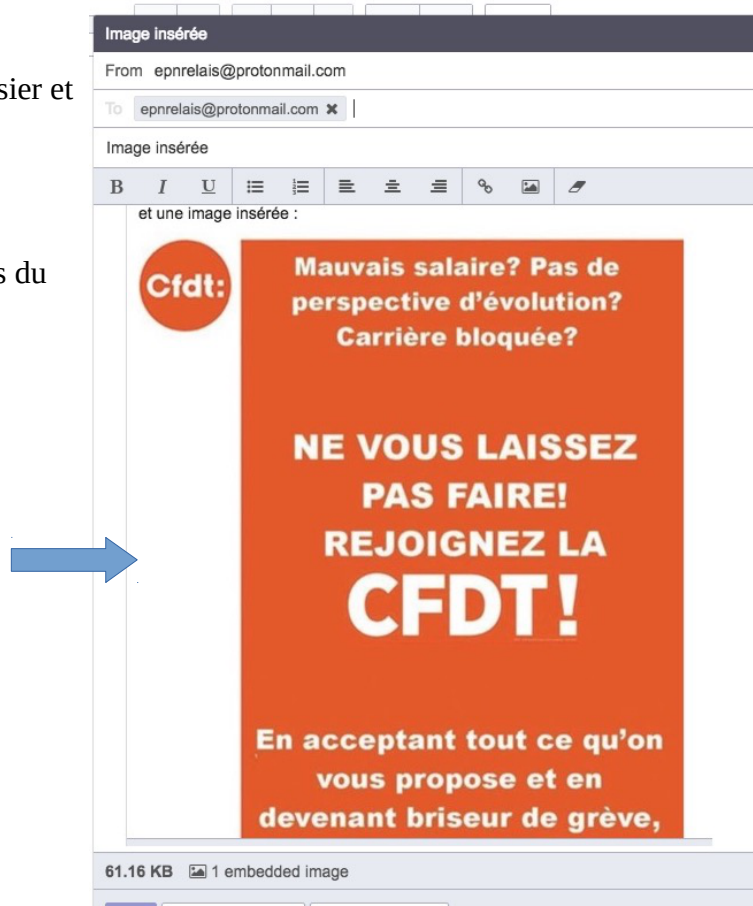 Image insérée
From epnrelais@protonmail.com
sier et
To epnrelais@protonmail.com ✖
Image insérée
B I U
et une image insérée :
s du
Cfdt:
Mauvais salaire? Pas de
perspective d'évolution?
Carrière bloquée?
NE VOUS LAISSEZ
PAS FAIRE!
REJOIGNEZ LA
CFDT!
En acceptant tout ce qu'on
vous propose et en
devenant briseur de grève,
61.16 KB 1 embedded image